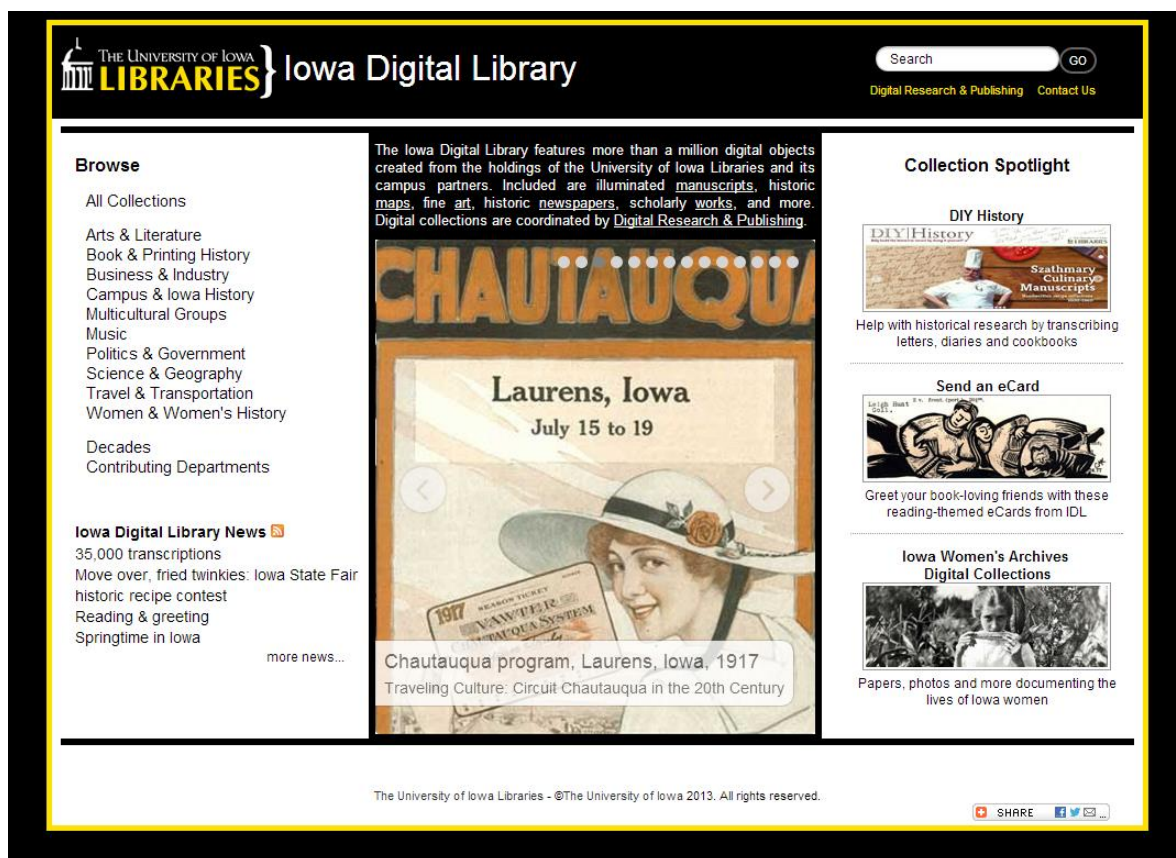 THE UNIVERSITY OF IOWA
LIBRARIES
Iowa Digital Library
Search
GO
Digital Research & Publishing Contact Us
Browse
All Collections
Arts & Literature
Book & Printing History
Business & Industry
Campus & Iowa History
Multicultural Groups
Music
Politics & Government
Science & Geography
Travel & Transportation
Women & Women's History
Decades
Contributing Departments
Iowa Digital Library News
35,000 transcriptions
Move over, fried twinkies: Iowa State Fair
historic recipe contest
Reading & greeting
Springtime in Iowa
more news...
The Iowa Digital Library features more than a million digital objects
created from the holdings of the University of Iowa Libraries and its
campus partners. Included are illuminated manuscripts, historic
maps, fine art, historic newspapers, scholarly works, and more.
Digital collections are coordinated by Digital Research & Publishing.
CHAUTAUQUA
Laurens, Iowa
July 15 to 19
1917 SEASON TICKET
VAWTER
CHAUTAUQUA SYSTEM
Chautauqua program, Laurens, Iowa, 1917
Traveling Culture: Circuit Chautauqua in the 20th Century
Collection Spotlight
DIY History
DIY|History
LIBRARIES
Szathmary
Culinary
Manuscripts
Help with historical research by transcribing
letters, diaries and cookbooks
Send an eCard
Leigh Hunt
Coll.
Greet your book-loving friends with these
reading-themed eCards from IDL
Iowa Women's Archives
Digital Collections
Papers, photos and more documenting the
lives of Iowa women
The University of Iowa Libraries - ©The University of Iowa 2013. All rights reserved.
SHARE